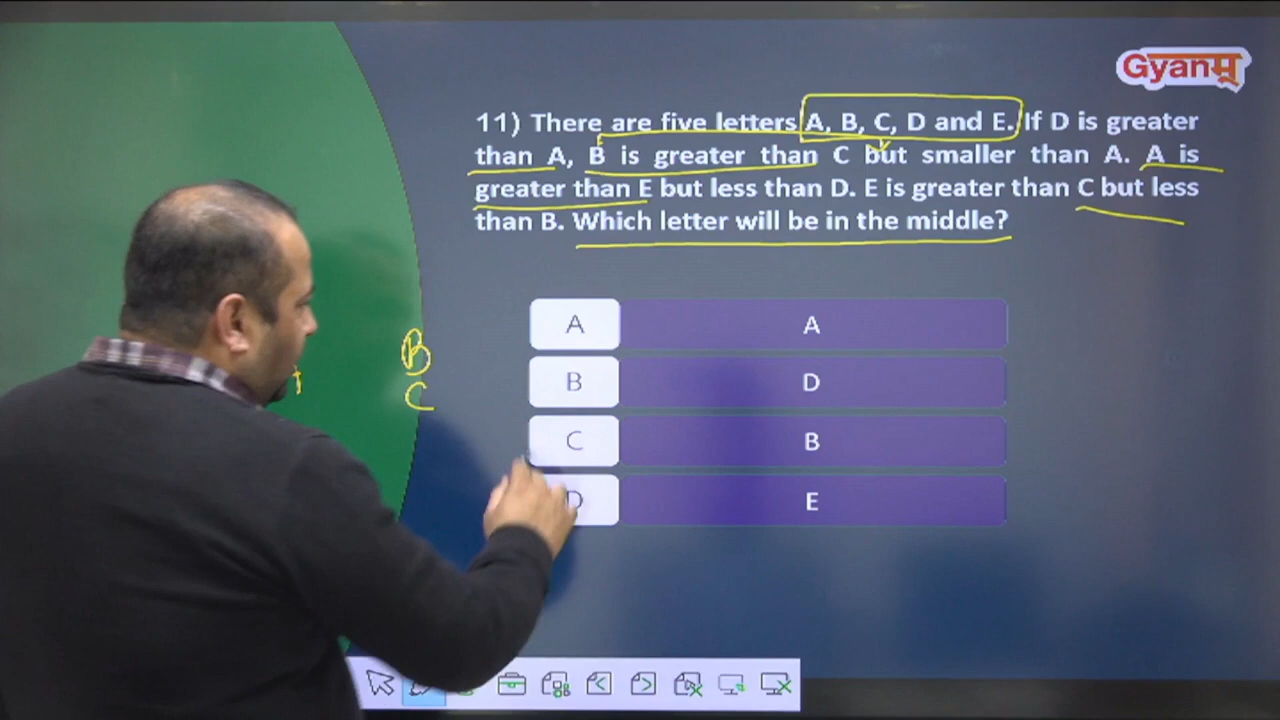 Gyanम्
11) There are five letters A, B, C, D and E. If D is greater
than A, B is greater than C but smaller than A. A is
greater than E but less than D. E is greater than C but less
than B. Which letter will be in the middle?
A A
B
B D
C
C B
D E